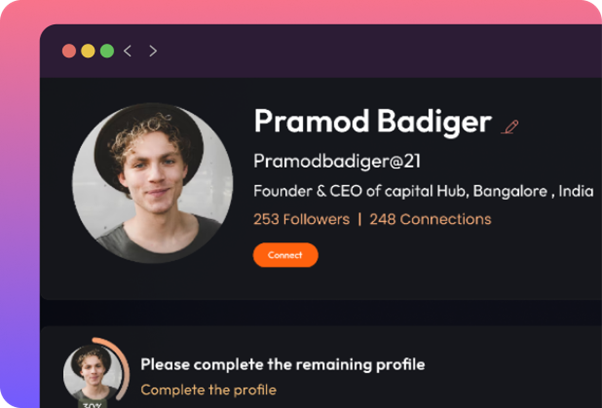 Pramod Badiger
Pramodbadiger@21
Founder & CEO of capital Hub, Bangalore , India
253 Followers | 248 Connections
Connect
Please complete the remaining profile
Complete the profile
30%